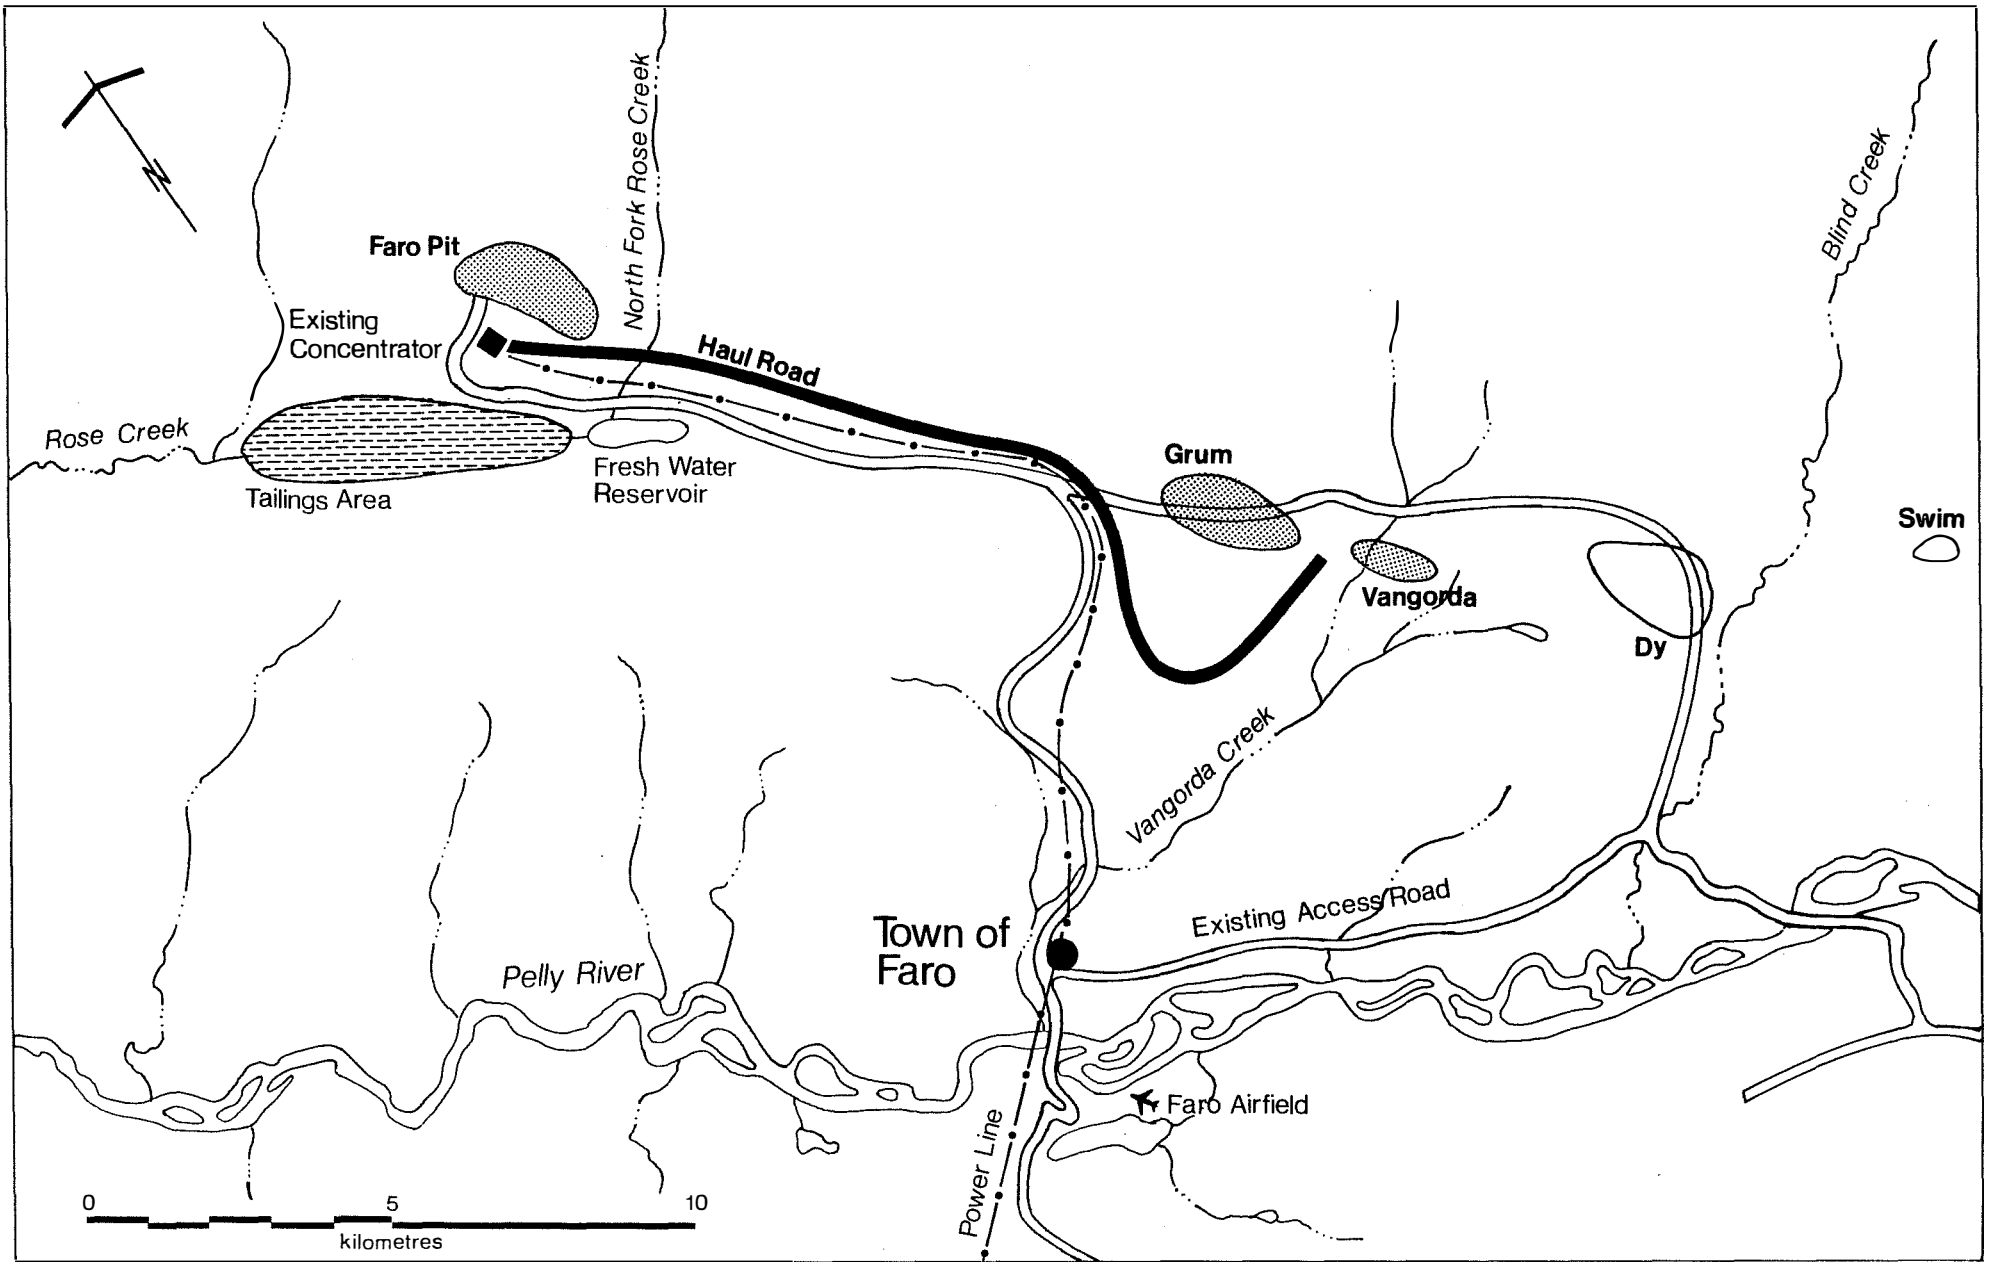 North Fork Rose Creek
Blind Creek
Faro Pit
Existing
Concentrator
Haul Road
Rose Creek
Tailings Area
Fresh Water
Reservoir
Grum
Swim
Vangorda
Dy
Vangorda Creek
Existing Access Road
Town of
Faro
Pelly River
Faro Airfield
Power Line
0 5 10
kilometres
N